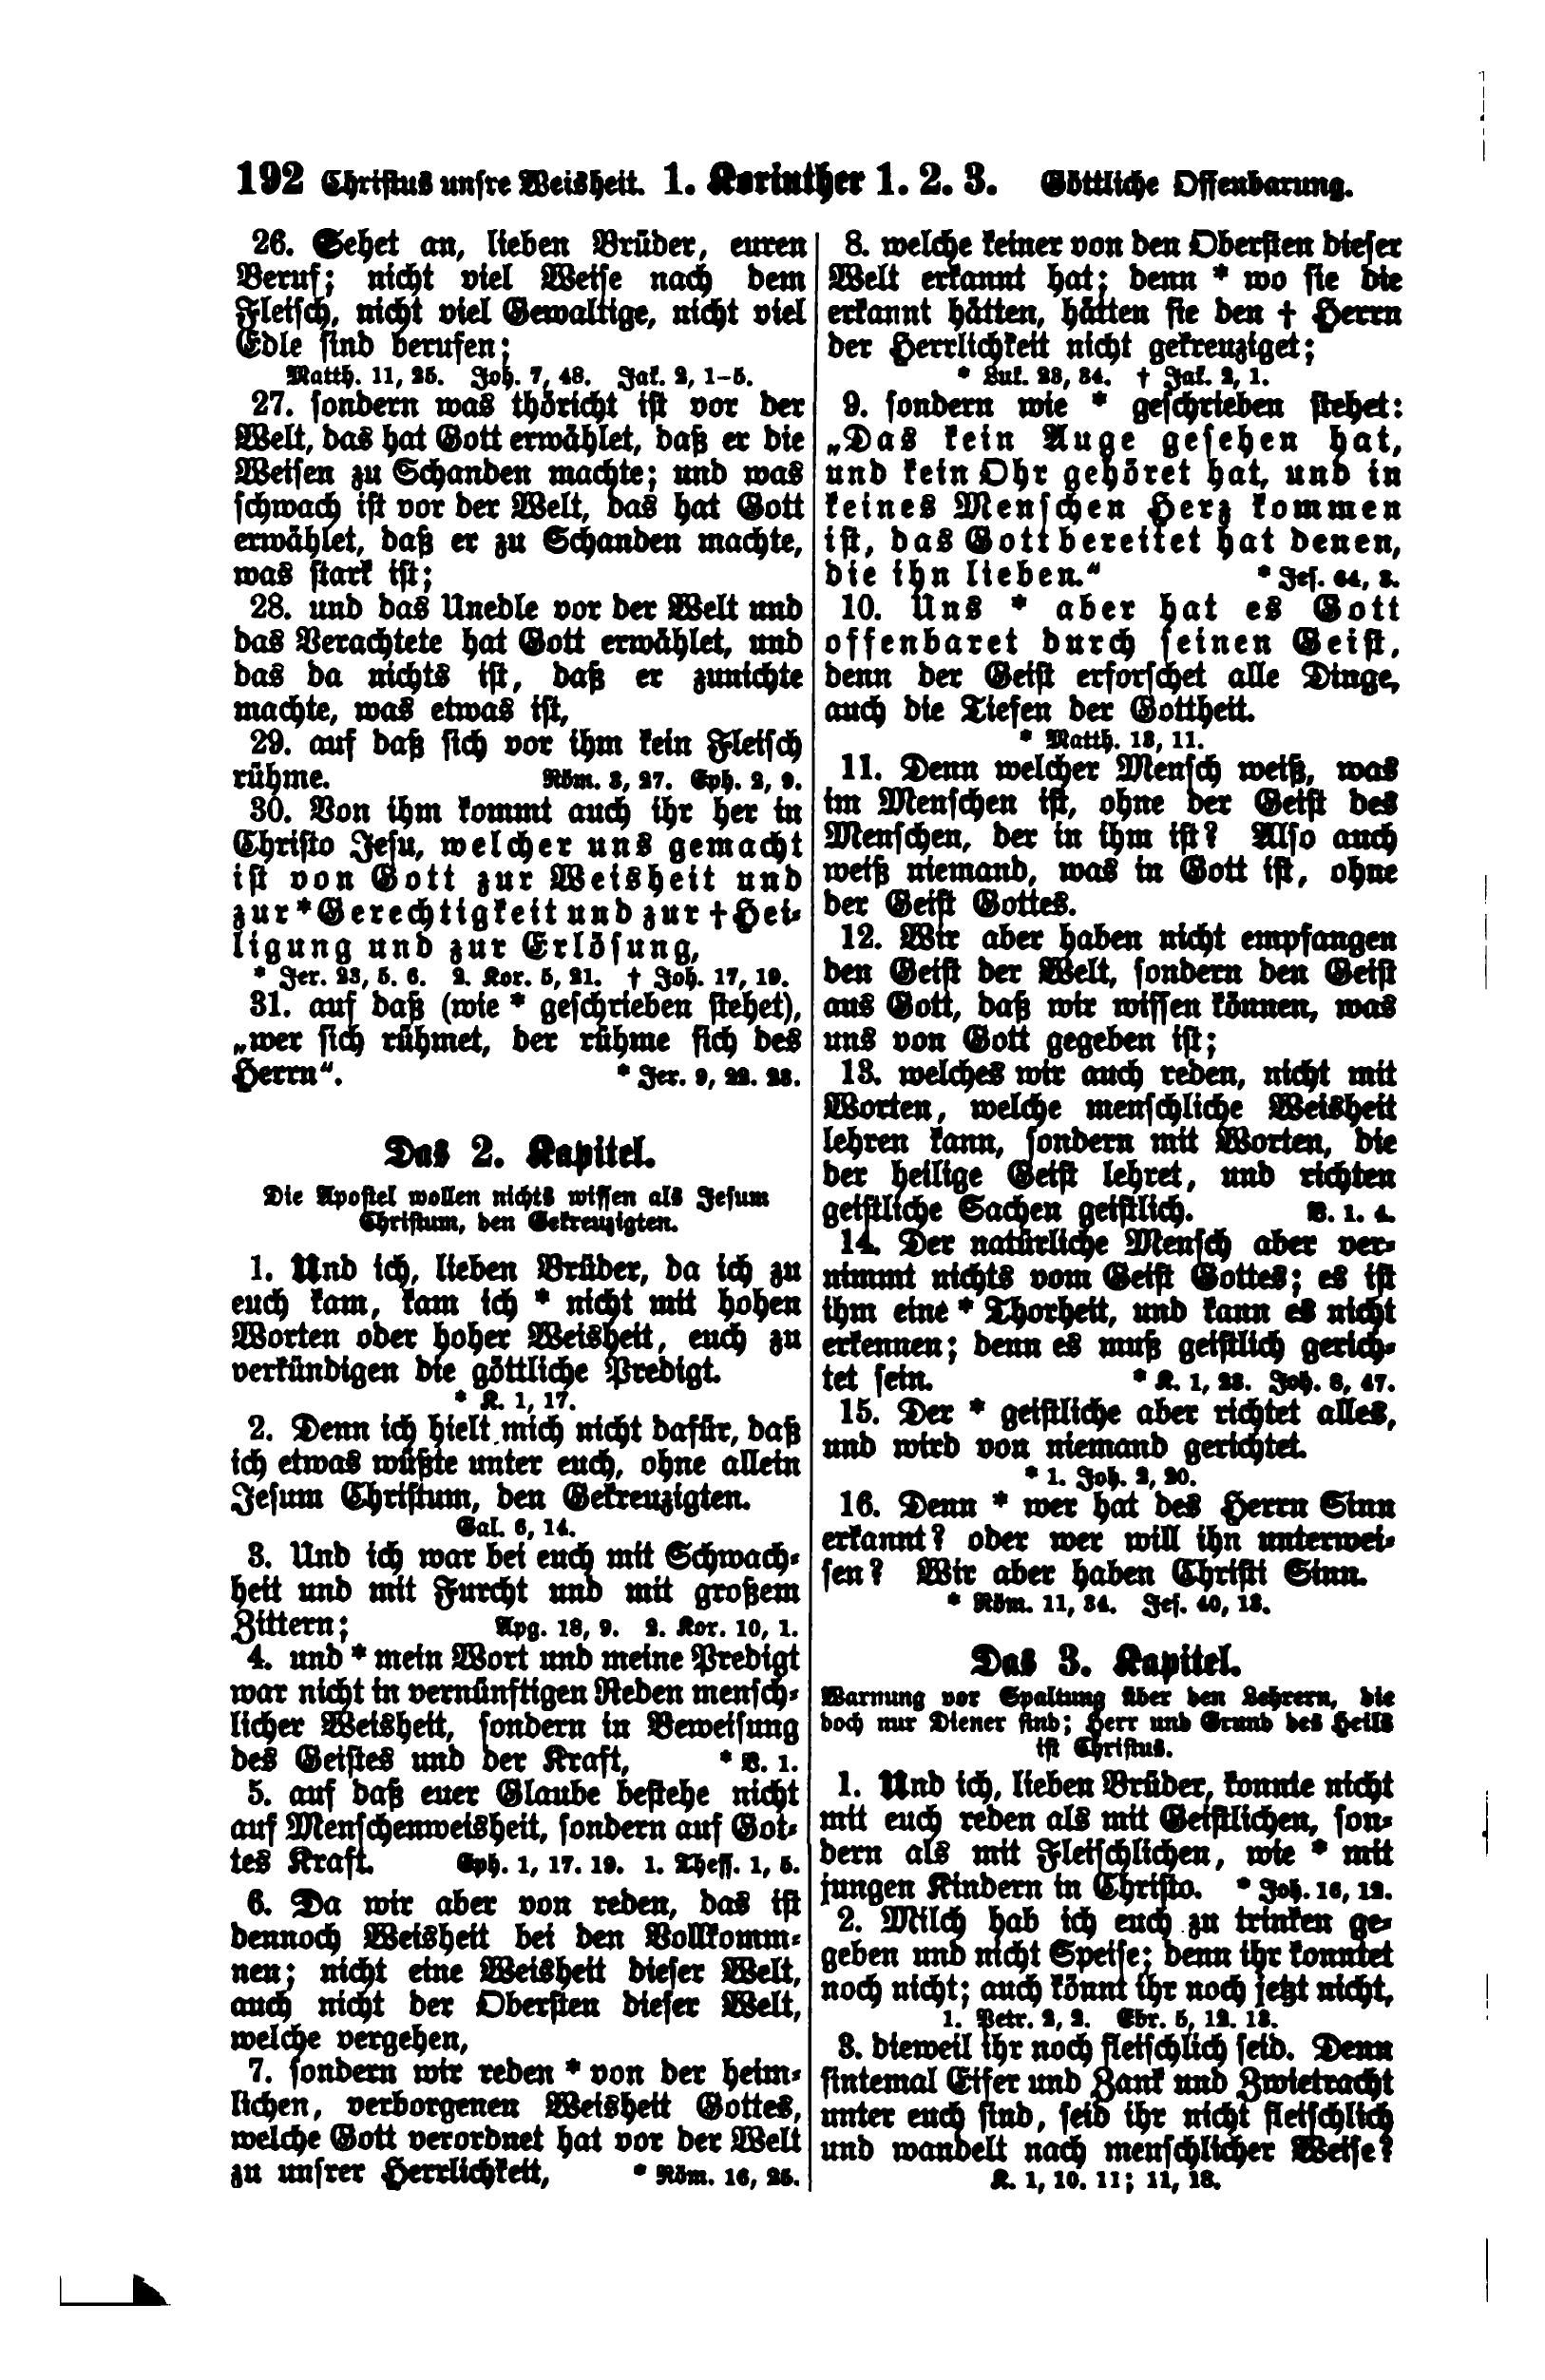 192 Christus unsre Weisheit. 1. Korinther 1. 2. 3. Göttliche Offenbarung.
26. Sehet an, lieben Brüder, euren
Beruf; nicht viel Weise nach dem
Fleisch, nicht viel Gewaltige, nicht viel
Edle sind berufen;
Matth. 11, 25. Joh. 7, 48. Jak. 2, 1–5.
27. sondern was thöricht ist vor der
Welt, das hat Gott erwählet, daß er die
Weisen zu Schanden machte; und was
schwach ist vor der Welt, das hat Gott
erwählet, daß er zu Schanden machte,
was stark ist;
28. und das Unedle vor der Welt und
das Verachtete hat Gott erwählet, und
das da nichts ist, daß er zunichte
machte, was etwas ist,
29. auf daß sich vor ihm kein Fleisch
rühme. Röm. 3, 27. Eph. 2, 9.
30. Von ihm kommt auch ihr her in
Christo Jesu, welcher uns gemacht
ist von Gott zur Weisheit und
zur * Gerechtigkeit und zur † Hei-
ligung und zur Erlösung,
* Jer. 23, 5. 6. 2. Kor. 5, 21. † Joh. 17, 19.
31. auf daß (wie * geschrieben stehet),
„wer sich rühmet, der rühme sich des
Herrn“. * Jer. 9, 22. 23.
Das 2. Kapitel.
Die Apostel wollen nichts wissen als Jesum
Christum, den Gekreuzigten.
1. Und ich, lieben Brüder, da ich zu
euch kam, kam ich * nicht mit hohen
Worten oder hoher Weisheit, euch zu
verkündigen die göttliche Predigt.
* K. 1, 17.
2. Denn ich hielt mich nicht dafür, daß
ich etwas wüßte unter euch, ohne allein
Jesum Christum, den Gekreuzigten.
Gal. 6, 14.
3. Und ich war bei euch mit Schwach-
heit und mit Furcht und mit großem
Zittern; Apg. 18, 9. 2. Kor. 10, 1.
4. und * mein Wort und meine Predigt
war nicht in vernünftigen Reden mensch-
licher Weisheit, sondern in Beweisung
des Geistes und der Kraft, * V. 1.
5. auf daß euer Glaube bestehe nicht
auf Menschenweisheit, sondern auf Got-
tes Kraft. Eph. 1, 17. 19. 1. Thess. 1, 5.
6. Da wir aber von reden, das ist
dennoch Weisheit bei den Vollkomm-
nen; nicht eine Weisheit dieser Welt,
auch nicht der Obersten dieser Welt,
welche vergehen,
7. sondern wir reden * von der heim-
lichen, verborgenen Weisheit Gottes,
welche Gott verordnet hat vor der Welt
zu unsrer Herrlichkeit, * Röm. 16, 25.
8. welche keiner von den Obersten dieser
Welt erkannt hat; denn * wo sie die
erkannt hätten, hätten sie den † Herrn
der Herrlichkeit nicht gekreuziget;
* Luk. 23, 34. † Jak. 2, 1.
9. sondern wie * geschrieben stehet:
„Das kein Auge gesehen hat,
und kein Ohr gehöret hat, und in
keines Menschen Herz kommen
ist, das Gott bereitet hat denen,
die ihn lieben.“ * Jes. 64, 3.
10. Uns * aber hat es Gott
offenbaret durch seinen Geist,
denn der Geist erforschet alle Dinge,
auch die Tiefen der Gottheit.
* Matth. 13, 11.
11. Denn welcher Mensch weiß, was
im Menschen ist, ohne der Geist des
Menschen, der in ihm ist? Also auch
weiß niemand, was in Gott ist, ohne
der Geist Gottes.
12. Wir aber haben nicht empfangen
den Geist der Welt, sondern den Geist
aus Gott, daß wir wissen können, was
uns von Gott gegeben ist;
13. welches wir auch reden, nicht mit
Worten, welche menschliche Weisheit
lehren kann, sondern mit Worten, die
der heilige Geist lehret, und richten
geistliche Sachen geistlich. V. 1. 4.
14. Der natürliche Mensch aber ver-
nimmt nichts vom Geist Gottes; es ist
ihm eine * Thorheit, und kann es nicht
erkennen; denn es muß geistlich gerich-
tet sein. * K. 1, 23. Joh. 8, 47.
15. Der * geistliche aber richtet alles,
und wird von niemand gerichtet.
* 1. Joh. 2, 20.
16. Denn * wer hat des Herrn Sinn
erkannt? oder wer will ihn unterwei-
sen? Wir aber haben Christi Sinn.
* Röm. 11, 34. Jes. 40, 13.
Das 3. Kapitel.
Warnung vor Spaltung über den Lehrern, die
doch nur Diener sind; Herr und Grund des Heils
ist Christus.
1. Und ich, lieben Brüder, konnte nicht
mit euch reden als mit Geistlichen, son-
dern als mit Fleischlichen, wie * mit
jungen Kindern in Christo. * Joh. 16, 12.
2. Milch hab ich euch zu trinken ge-
geben und nicht Speise; denn ihr konntet
noch nicht; auch könnt ihr noch jetzt nicht,
1. Petr. 2, 2. Ebr. 5, 12. 13.
3. dieweil ihr noch fleischlich seid. Denn
sintemal Eifer und Zank und Zwietracht
unter euch sind, seid ihr nicht fleischlich
und wandelt nach menschlicher Weise?
K. 1, 10. 11; 11, 18.